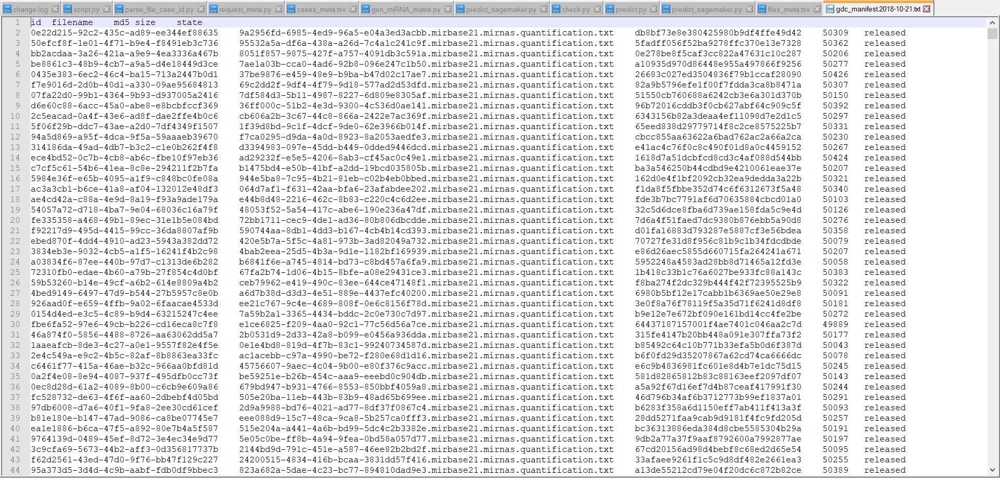 change.log script.py parse_file_case_id.py request_meta.py cases_meta.tsv gen_miRNA_matrix.py predict_sagemaker.py check.py predict.py predict_sagemaker.py files_meta.tsv gdc_manifest.2018-10-21.txt
1 id filename md5 size state
2 0e22d215-92c2-435c-ad89-ee344ef88635 9a2956fd-6985-4ed9-96a5-e04a3ed3acbb.mirbase21.mirnas.quantification.txt db8bf73e8e380425980b9df4ffe49d42 50309 released
3 50efcf8f-1e01-4f71-b9e4-f8491eb3c736 95532a5a-df6a-438a-a26d-7c4a1c241c9f.mirbase21.mirnas.quantification.txt 5fadff056f52ba9278ffc370e13e7328 50362 released
4 bb2acdaa-3a26-421a-a9e9-4ea3336a467b 8051f857-9875-427f-a757-4091db3c591a.mirbase21.mirnas.quantification.txt 0e278be8f5caf3cc822a47631c10c287 50206 released
5 be8861c3-48b9-4cb7-a9a5-d4e18449d3ce 7ae1a03b-cca0-4ad6-92b8-096e247c1b50.mirbase21.mirnas.quantification.txt a10935d970d86448e955a497866f9256 50277 released
6 0435e383-6ec2-46c4-ba15-713a2447b0d1 37be9876-e459-48e9-b9ba-b47d02c17ae7.mirbase21.mirnas.quantification.txt 26683c027ed3504836f79b1ccaf28090 50426 released
7 f7e9016d-2d0b-40d1-a330-09ae95684813 69c2dd2f-9df4-4f79-9d18-577ad2d53dfd.mirbase21.mirnas.quantification.txt 82a9b5796efe1f00f7fdda3ca8b8471a 50307 released
8 07fa22d0-99b1-4364-9b93-d937005a2416 7df584d3-5b11-4987-8227-6d809e8305af.mirbase21.mirnas.quantification.txt 51550cb760688a6242cb3e6a301d370b 50150 released
9 d6e60c88-6acc-45a0-abe8-e8bcbfccf369 36ff000c-51b2-4e3d-9300-4c536d0ae141.mirbase21.mirnas.quantification.txt 96b72016cddb3f0cb627abf64c909c5f 50392 released
10 2c5eacad-0a4f-43e6-ad8f-dae2ffe4b0c6 cb606a2b-3c67-44c8-866a-2422e7ac369f.mirbase21.mirnas.quantification.txt 6343156b82a3deaa4ef11098d7e2d1c5 50297 released
11 5f06f29b-ddc7-43ae-a2d0-7df4349f1507 1f39d8bd-9c1f-4dcf-9de0-62e3966b014f.mirbase21.mirnas.quantification.txt 65eed838d29779714f8c2ce8575225b7 50331 released
12 94a5d869-a95f-4dca-9f5a-59aaaeb39670 f7ca0295-d9da-4a0d-8923-8a2053aedfe3.mirbase21.mirnas.quantification.txt cbcc855aa63622a6bad762ac2a66a2ca 50230 released
13 314186da-49ad-4db7-b3c2-c1e0b262f4f8 d3394983-097e-45dd-b449-0dded9446dcd.mirbase21.mirnas.quantification.txt e41ac4c76f0c8c490f01d8a0c4459152 50267 released
14 ece4bd52-0c7b-4cb8-ab6c-fbe10f97eb36 ad29232f-e5e5-4206-8ab3-cf45ac0c49e1.mirbase21.mirnas.quantification.txt 1618d7a51dcbfcd8cd3c4af088d544bb 50424 released
15 c7cf5c61-54b6-41ea-8c8e-294211f2b7fa b1475bd4-e50b-41bf-a2dd-19bcd035805b.mirbase21.mirnas.quantification.txt ba3a546250b44cdbd9e4210061eae37e 50207 released
16 5984e36f-e65b-4095-a1f9-c848bc0fe08a 944e5ba8-7c95-4b21-81eb-c02b4eb0bbed.mirbase21.mirnas.quantification.txt 162d0e4f1bf2092cb32ea9dedda3a22b 50321 released
17 ac3a3cb1-b6ce-41a8-af04-132012e48df3 064d7af1-f631-42aa-bfa6-23afabdee202.mirbase21.mirnas.quantification.txt f1da8f5fbbe352d74c6f6312673f5a48 50340 released
18 ae4cd42a-c88a-4e9d-8a19-f93a9ade179a e44b8d48-2216-462c-8b83-c220c4c6d2ee.mirbase21.mirnas.quantification.txt fde3b7bc7791af6d70635884cbcd01a0 50103 released
19 54057a72-d718-4ba7-9e04-68036c16a79f 48053f52-5a54-417c-abe6-190e236a47df.mirbase21.mirnas.quantification.txt 32c5d6dce8fba6d739ae158fda5c9e4d 50126 released
20 fe335358-a468-49b1-89ec-31e1b5e084bd 72bb1711-cec9-4de1-ad36-80b806dbcdde.mirbase21.mirnas.quantification.txt 7d6a4f51faed7dc9380b876ebb5a90d8 50276 released
21 f92217d9-495d-4415-99cc-36da8807af9b 590744aa-8db1-4dd3-b167-4cb4b14cd393.mirbase21.mirnas.quantification.txt d01fa16883d793287e5887cf3e56bdea 50358 released
22 ebed870f-4dd4-4910-ad23-5943a382dd72 420e5b7a-5f5c-4a81-973b-3ad82049a732.mirbase21.mirnas.quantification.txt 70727fe31d8f956c81b9c1b34fdcdbde 50079 released
23 3834eb3e-9032-4cb5-a1f5-16241f4b2c98 4bab2eea-25d5-4b3a-9d1e-1182bf169939.mirbase21.mirnas.quantification.txt e86d26aec5855d660715fa264241a671 50207 released
24 a03834f6-87ee-440b-97d7-c1313de6b282 b6841f6e-a745-4814-bd73-c8bd457a6fa9.mirbase21.mirnas.quantification.txt 5952248a4583ad28bb8d71465a12fd3e 50058 released
25 72310fb0-edae-4b60-a79b-27f854c4d0bf 67fa2b74-1d06-4b15-8bfe-a08e29431ce3.mirbase21.mirnas.quantification.txt 1b418c33b1c76a6027be933fc88a143c 50383 released
26 59b53260-b14e-49cf-a6b2-614e8809a4b2 ceb79962-e419-490c-83ee-644ce47148f1.mirbase21.mirnas.quantification.txt f8ba274f2dc329b444f42f72395525b9 50322 released
27 4bed9149-6497-47d9-b544-27b5957c8e0b a6d7b38d-d3d3-4e51-889e-4437efc40200.mirbase21.mirnas.quantification.txt 6980b5bf12e17cabb1b6369ae50e29e8 50091 released
28 926aad0f-e659-4ffb-9a02-6faacae4533d ee21c767-9c4e-4689-808f-0e6c8156f78d.mirbase21.mirnas.quantification.txt 3e0f8a76f78119f5a35d71f6241d8df8 50181 released
29 0154d4ed-e3c5-4c89-b9d4-63215247c4ee 7a59b2a1-3365-4434-bddc-2c0e730c7d97.mirbase21.mirnas.quantification.txt b9e12e7e672bf090e161bd14cc4fe2be 50272 released
30 fbe6fa52-97e6-49cb-b226-cd16eca8c7f8 e1ce6825-f209-4aa0-92c1-77c56d56a7ce.mirbase21.mirnas.quantification.txt 64437187157001f4ae7401c046aa2c7d 49889 released
31 46a874f0-5856-4488-8726-aa63062dd5a7 2b0531d9-2d33-42a8-b099-e0456a936dda.mirbase21.mirnas.quantification.txt 315fe4147b20bb448a091e307ffa73f2 50177 released
32 1aaeafcb-8de3-4c27-a0e1-9557f82e4f5e 0e1e4bd8-819d-4f7b-83c1-99240734587d.mirbase21.mirnas.quantification.txt b85492c64c10b771b33efa5b0d6f387d 50043 released
33 2e4c549a-e9c2-4b5c-82af-8b8863ea33fc ac1acebb-c97a-4990-be72-f280e68d1d16.mirbase21.mirnas.quantification.txt b6f0fd29d35207867a62cd74ca6666dc 50078 released
34 c6461f77-415a-46ae-b32c-966aa0bfd81d 45756607-9aec-4c04-9b00-e80f376c9acc.mirbase21.mirnas.quantification.txt e6c9b4836981fc601e8d4b7e1dc75d15 50245 released
35 0a2f4e08-8e94-4087-937f-495dfb0cc73f be59251e-b26b-454c-aaa9-eeebd0c904db.mirbase21.mirnas.quantification.txt 581d82865812b83c88163eef2097df07 50143 released
36 0ec8d28d-61a2-4089-8b00-c6cb9e609a86 679bd947-b931-4766-8553-850bbf4059a8.mirbase21.mirnas.quantification.txt a5a92f67d16ef7d4b87ceaf417991f30 50244 released
37 fc528732-de63-4f6f-aa60-2dbebf4d05bd 505e20ba-11eb-443b-83b9-48ad65b699ee.mirbase21.mirnas.quantification.txt 46d796b34af6b3712773b99ef1837a01 50291 released
38 97db6008-d7a6-40f1-9fa8-2ee30cd61cef 2d9a9988-bd76-4021-ad77-8df37f0867c4.mirbase21.mirnas.quantification.txt b6283f358a6d1150eff7ab411f413a3f 50093 released
39 b81e180e-b147-47ad-9086-ca8be07745e7 eee088d9-15c7-48ca-9ca8-5b257ca0fff3.mirbase21.mirnas.quantification.txt 28dd5271faa9cab9d9181f4fc9fd205d 50257 released
40 ea1e1886-b6ca-47f5-a892-80e7b4a5f587 515e204a-a441-4a6b-bd99-5dc4c2b3382e.mirbase21.mirnas.quantification.txt bc36313886eda384d8cbe5585304b29a 50191 released
41 9764139d-0489-45ef-8d72-3e4ec34e9d77 5e05c0be-ff8b-4a94-9fea-0bd58a057d77.mirbase21.mirnas.quantification.txt 9db2a77a37f9aaf8792600a7992877ae 50197 released
42 3c9cfa69-5673-44b2-aff3-0d356817737b 2144bd9d-791c-451e-a587-46ee82b2bd2f.mirbase21.mirnas.quantification.txt 67cd20156ad98d4bebf8c68ed2d65e54 50095 released
43 f62d2561-43ed-47d0-9f76-bb47f129c227 24200515-4834-416b-bcaa-3831dd57f416.mirbase21.mirnas.quantification.txt 33afaee9261f1c5c9d8df482e2661ea3 50255 released
44 95a373d5-3d4d-4c9b-aabf-fdb0df9bbec3 823a682a-5dae-4c23-bc77-894810dad9e3.mirbase21.mirnas.quantification.txt a13de55212cd79e04f20dc6c872b82ce 50389 released